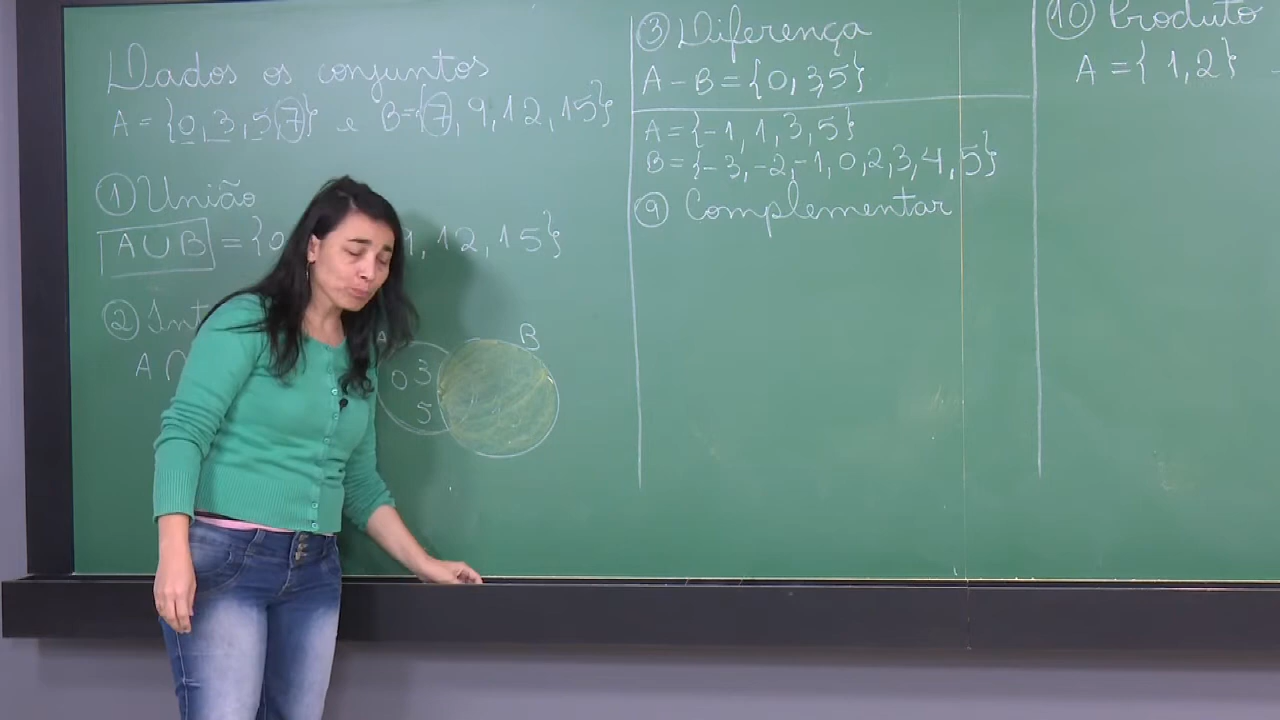 Dados os conjuntos
A = {0, 3, 5, 7} e B = {7, 9, 12, 15}
① União
A∪B = {0, 12, 15}
②
A ∩
A B
0 3
5
③ Diferença
A - B = {0, 3, 5}
A = {-1, 1, 3, 5}
B = {-3, -2, -1, 0, 2, 3, 4, 5}
⑨ Complementar
⑩ Produto
A = { 1, 2 }